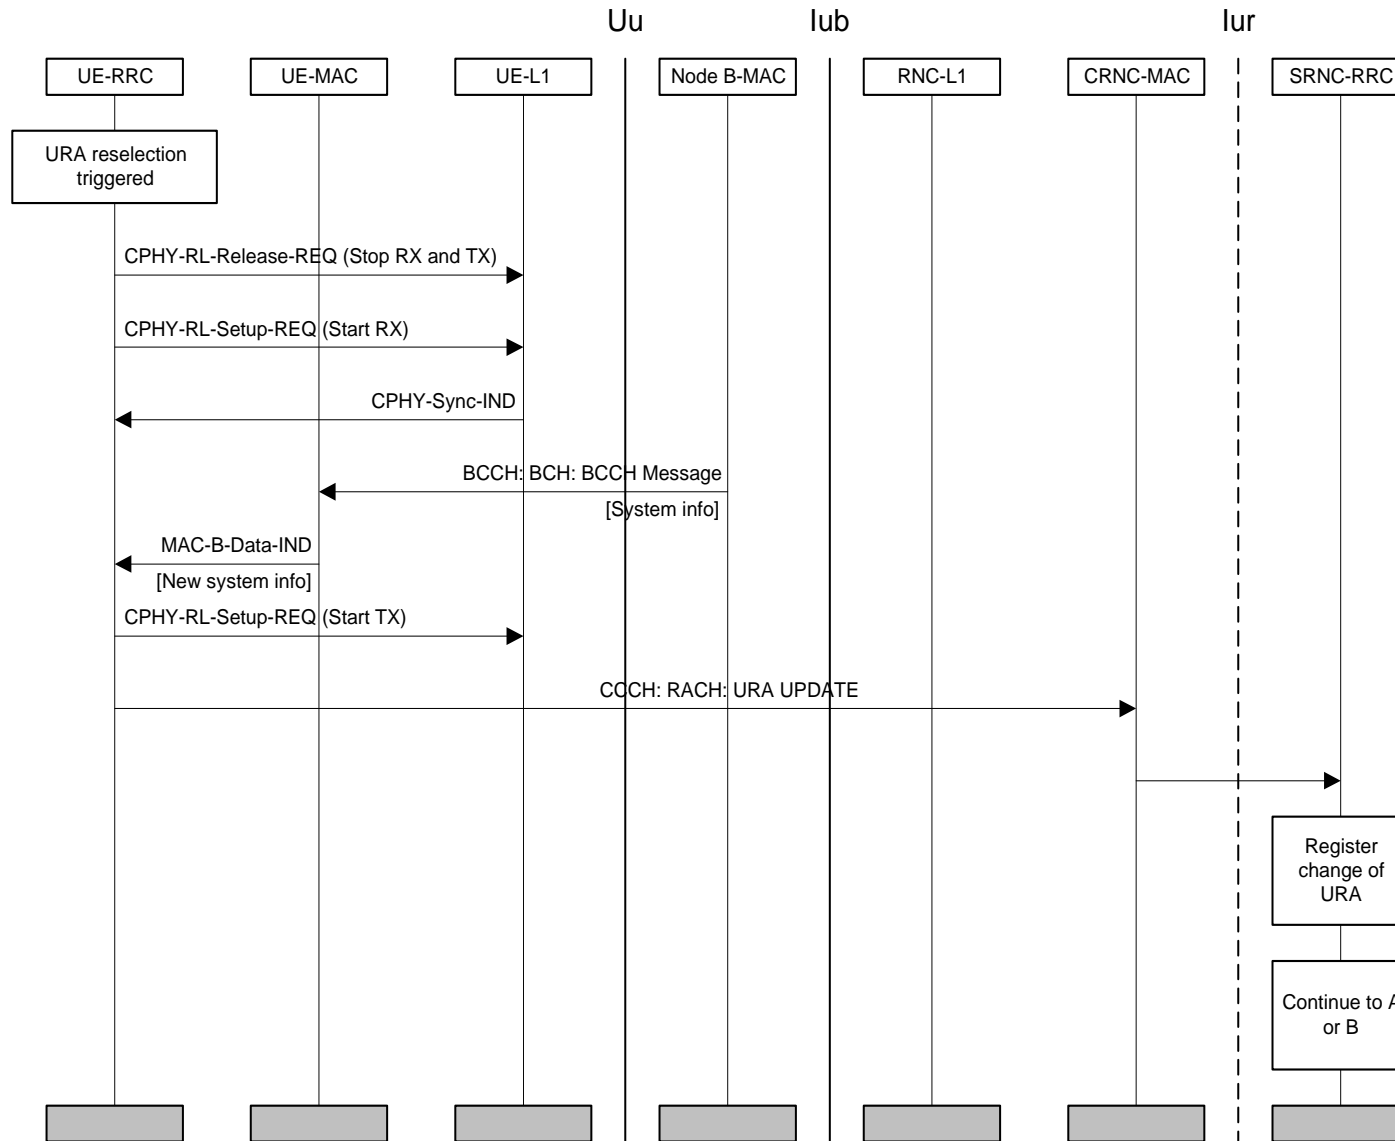 Uu
Iub
Iur
UE-RRC
UE-MAC
UE-L1
Node B-MAC
RNC-L1
CRNC-MAC
SRNC-RRC
URA reselection
triggered
CPHY-RL-Release-REQ (Stop RX and TX)
CPHY-RL-Setup-REQ (Start RX)
CPHY-Sync-IND
BCCH: BCH: BCCH Message
[System info]
MAC-B-Data-IND
[New system info]
CPHY-RL-Setup-REQ (Start TX)
CCCH: RACH: URA UPDATE
Register
change of
URA
Continue to A
or B